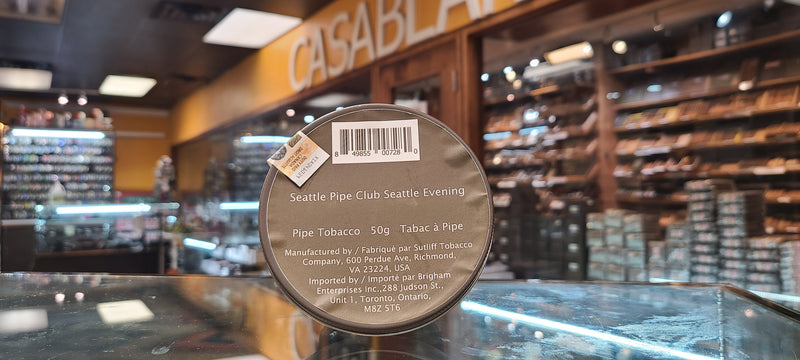 CASABLAN
8 49855 00728 0
Seattle Pipe Club Seattle Evening
Pipe Tobacco 50g Tabac à Pipe
Manufactured by / Fabriqué par Sutliff Tobacco
Company, 600 Perdue Ave, Richmond,
VA 23224, USA
Imported by / Importé par Brigham
Enterprises Inc.,288 Judson St.,
Unit 1, Toronto, Ontario,
M8Z 5T6